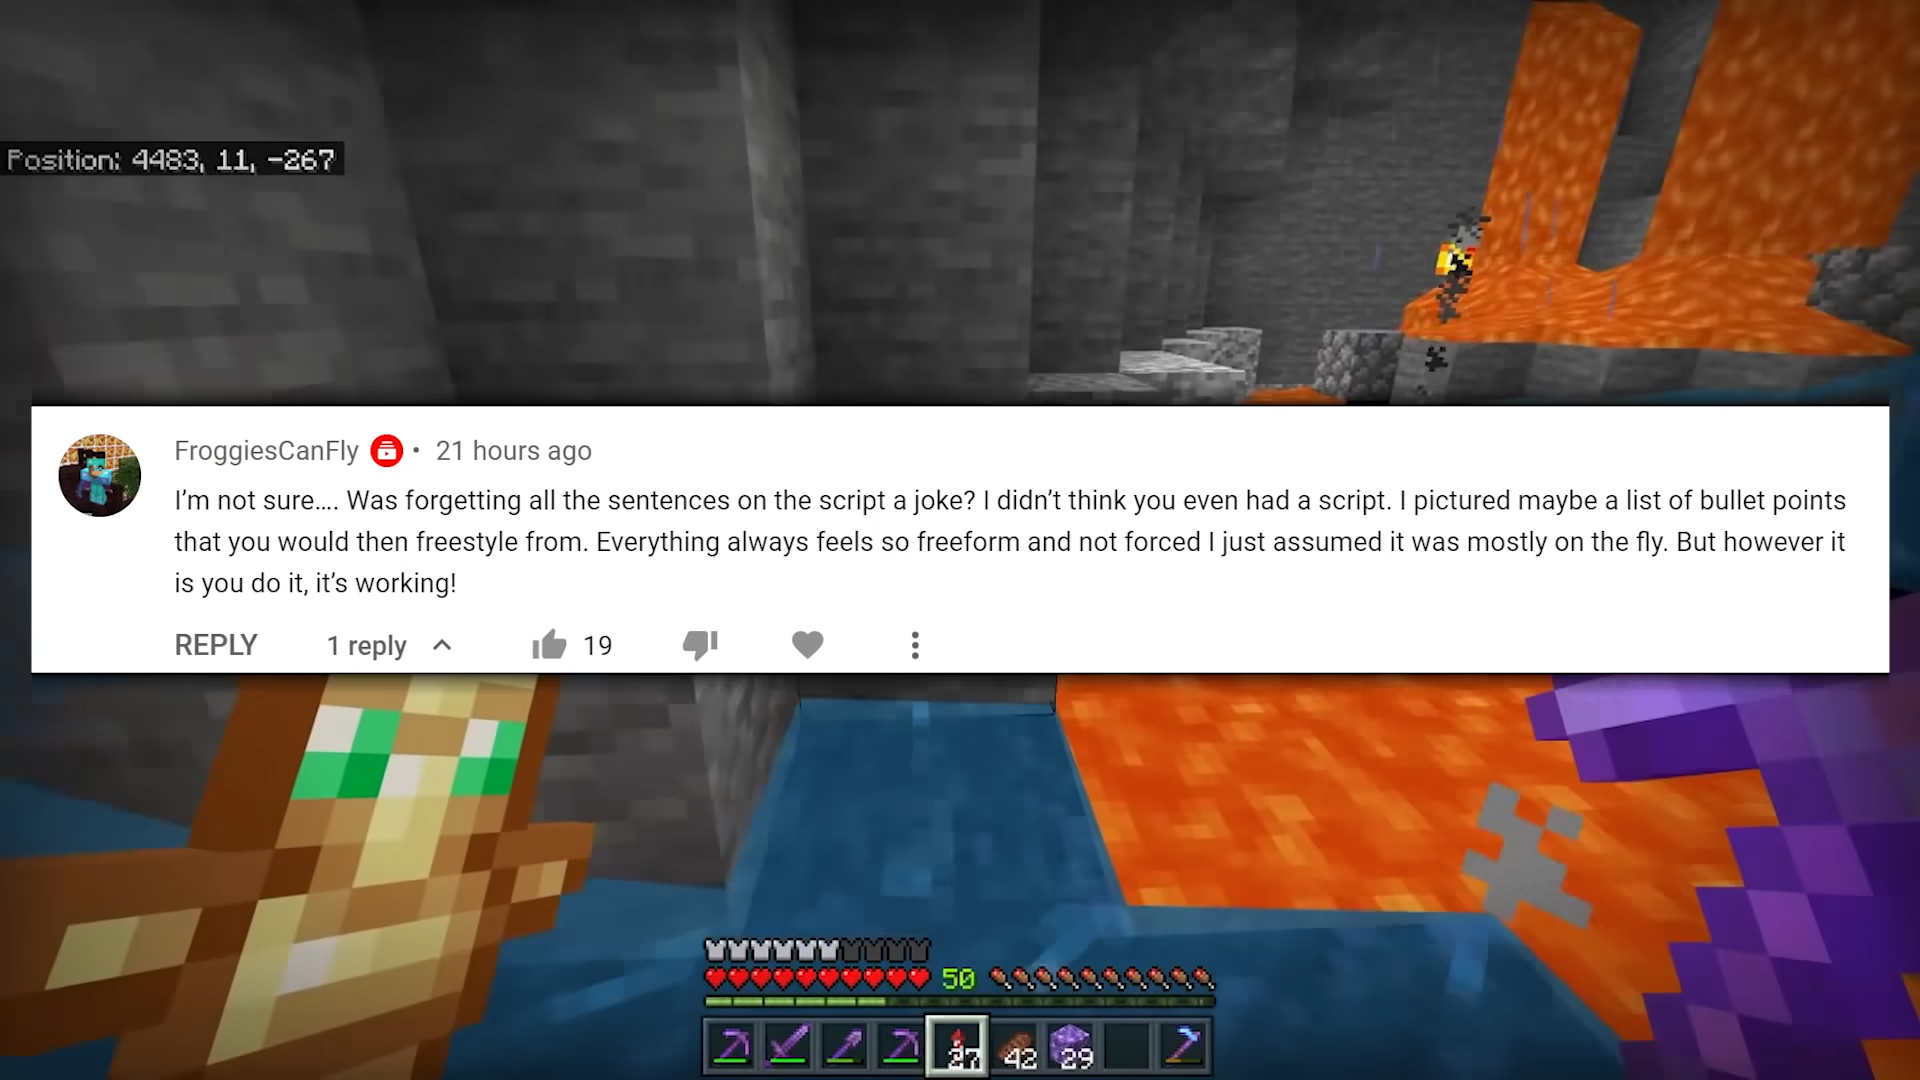 Position: 4483, 11, -267
FroggiesCanFly • 21 hours ago
I’m not sure.... Was forgetting all the sentences on the script a joke? I didn’t think you even had a script. I pictured maybe a list of bullet points
that you would then freestyle from. Everything always feels so freeform and not forced I just assumed it was mostly on the fly. But however it
is you do it, it’s working!
REPLY 1 reply 19
50
27 42 29